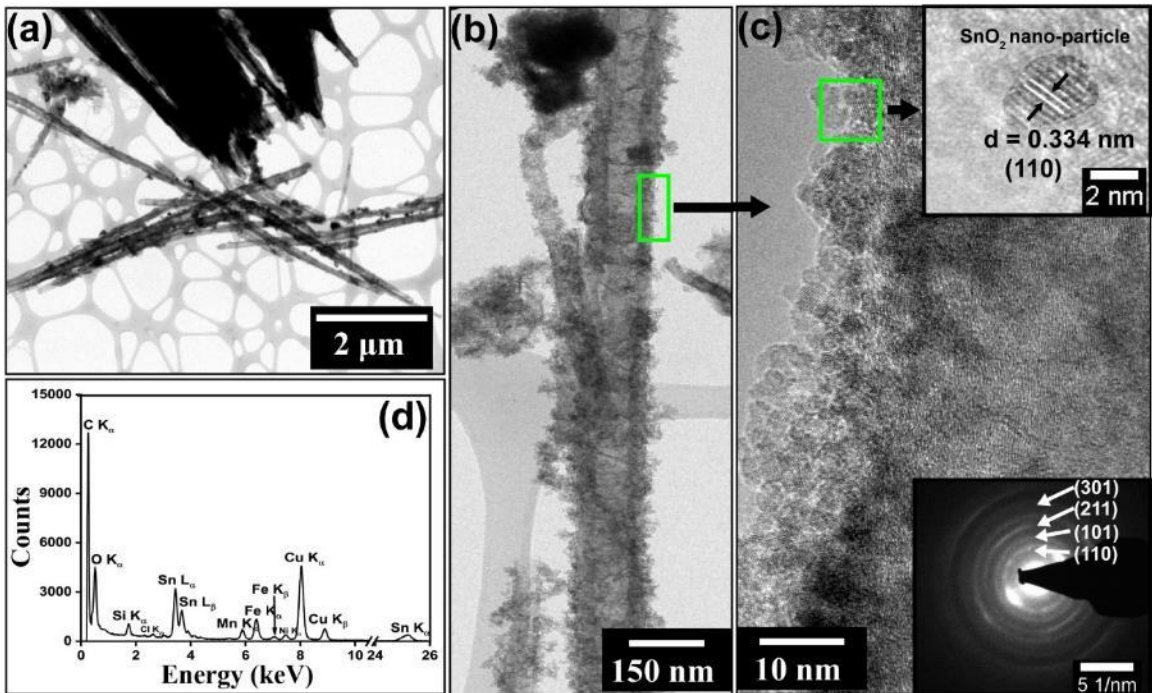 (a)
2 μm
(b)
150 nm
(c)
SnO₂ nano-particle
d = 0.334 nm
(110)
2 nm
10 nm
(301)
(211)
(101)
(110)
5 1/nm
(d)
15000
12000
9000
6000
3000
0
Counts
C Kα
O Kα
Si Kα
Sn Lα
Sn Lβ
Mn K
Fe Kα
Fe Kβ
Cu Kα
Cu Kβ
Sn Kα
0 2 4 6 8 10 24 26
Energy (keV)